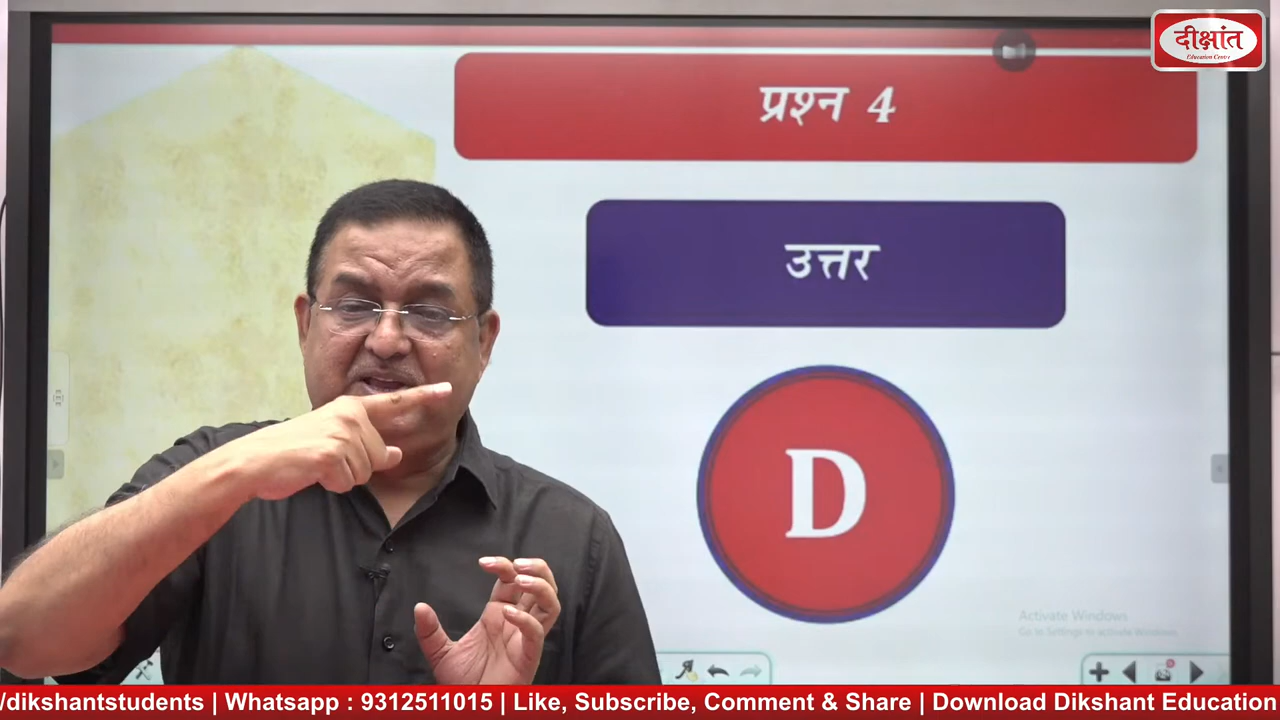 दीक्षांत
Education Centre
प्रश्न 4
उत्तर
D
Activate Windows
Go to Settings to activate Windows.
/dikshantstudents | Whatsapp : 9312511015 | Like, Subscribe, Comment & Share | Download Dikshant Education